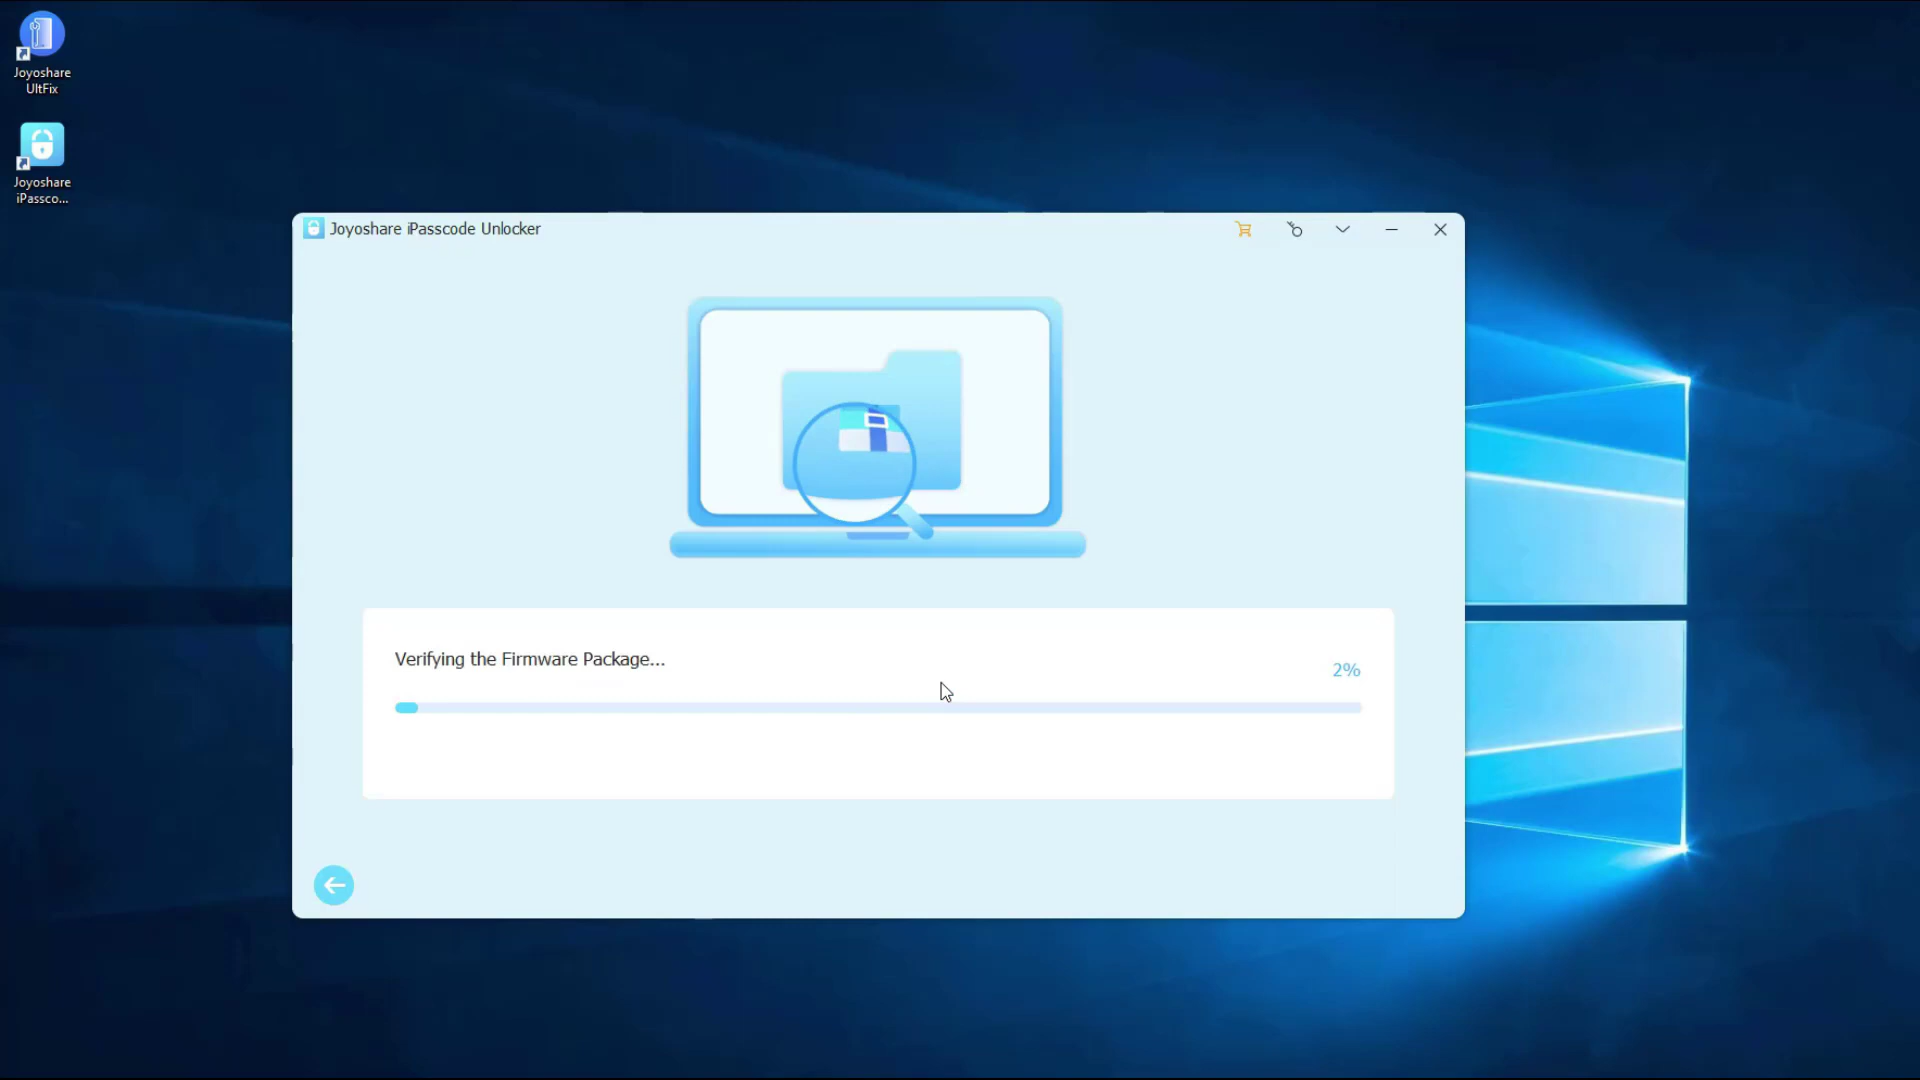 Joyoshare
UltFix
Joyoshare
iPassco...
Joyoshare iPasscode Unlocker
Verifying the Firmware Package...
2%